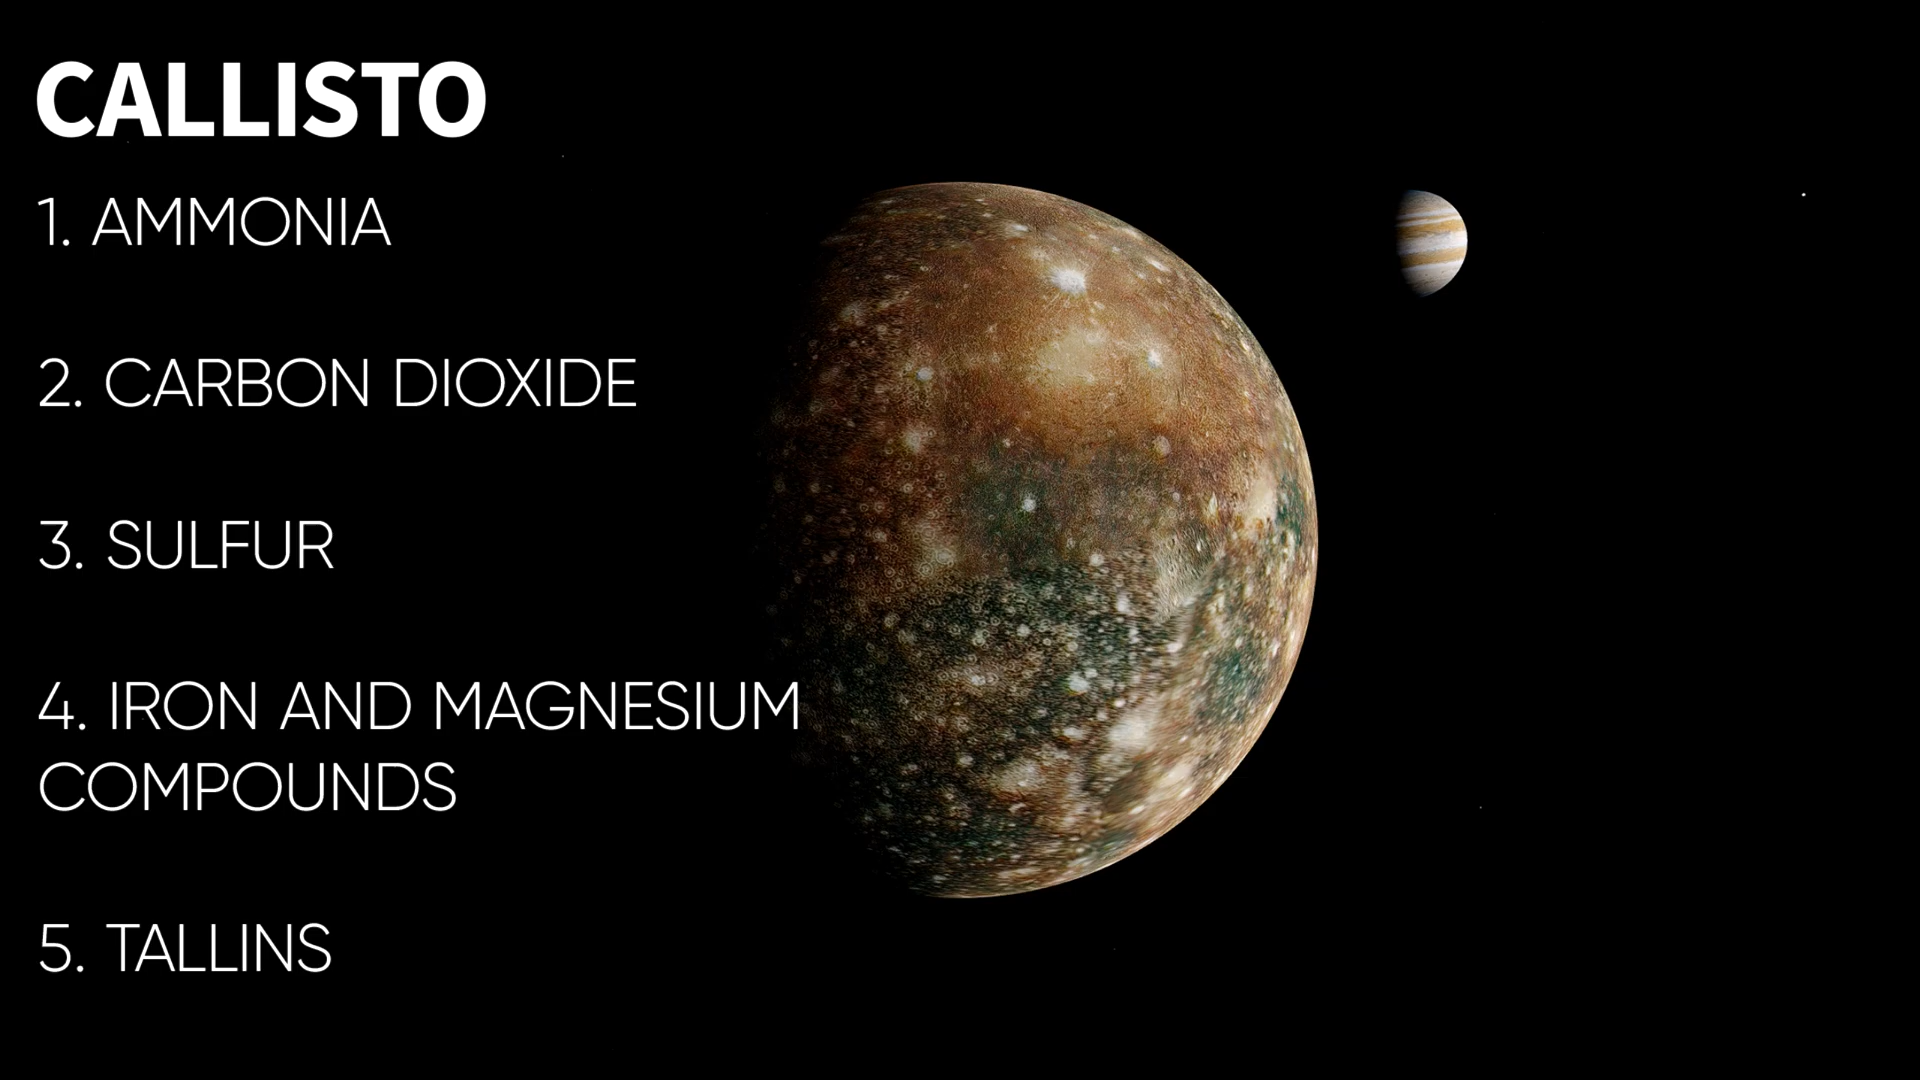 CALLISTO
1. AMMONIA
2. CARBON DIOXIDE
3. SULFUR
4. IRON AND MAGNESIUM
COMPOUNDS
5. TALLINS